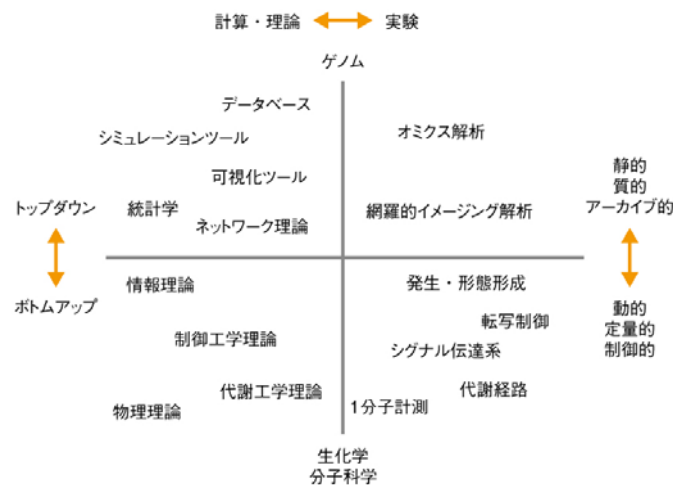 計算・理論 実験
ゲノム
データベース
シミュレーションツール
オミクス解析
可視化ツール
静的
質的
アーカイブ的
トップダウン
統計学
ネットワーク理論
網羅的イメージング解析
情報理論
発生・形態形成
ボトムアップ
動的
定量的
制御的
転写制御
制御工学理論
シグナル伝達系
代謝工学理論
代謝経路
物理理論
1分子計測
生化学
分子科学